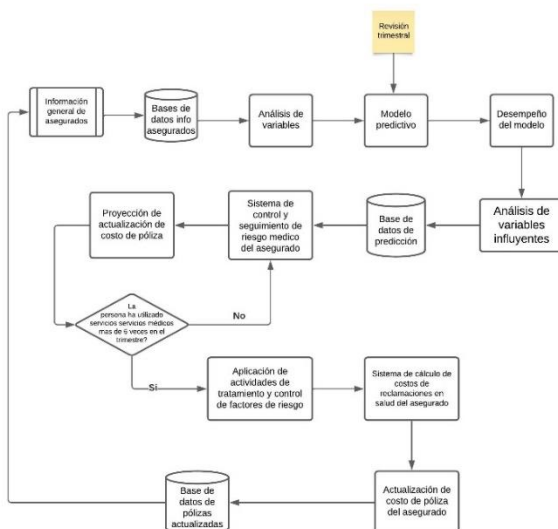 Revisión
trimestral
Información
general de
asegurados
Bases de
datos info
asegurados
Análisis de
variables
Modelo
predictivo
Desempeño
del modelo
Proyección de
actualización de
costo de póliza
Sistema de
control y
seguimiento de
riesgo medico
del asegurado
Base de
datos de
predicción
Análisis de
variables
influyentes
La
persona ha utilizado
servicios servicios médicos
mas de 6 veces en el
trimestre?
No
Si
Aplicación de
actividades de
tratamiento y control
de factores de riesgo
Sistema de cálculo de
costos de
reclamaciones en
salud del asegurado
Base de
datos de
pólizas
actualizadas
Actualización de
costo de póliza
del asegurado